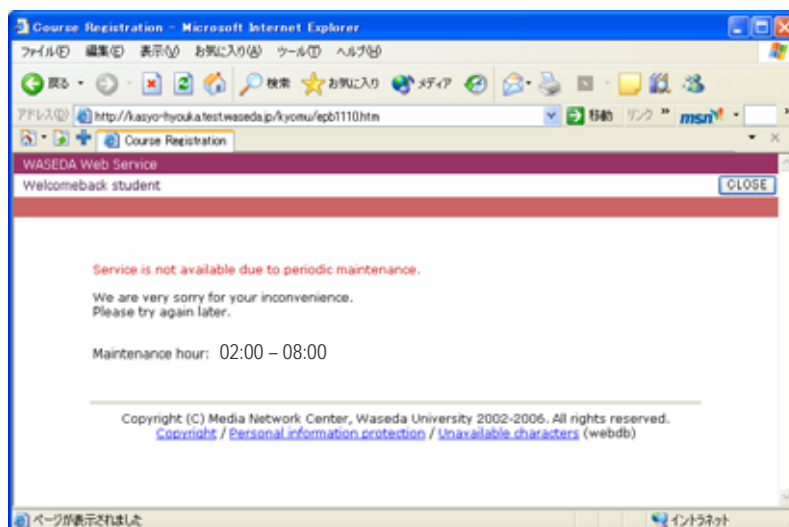 Course Registration - Microsoft Internet Explorer
ファイル(F) 編集(E) 表示(V) お気に入り(A) ツール(T) ヘルプ(H)
戻る 検索 お気に入り メディア
アドレス(D) http://kasyo-hyouka.test.waseda.jp/kyomu/epb1110.htm 移動 リンク » msn »
Course Registration
WASEDA Web Service
Welcomeback student CLOSE
Service is not available due to periodic maintenance.
We are very sorry for your inconvenience.
Please try again later.
Maintenance hour: 02:00 – 08:00
Copyright (C) Media Network Center, Waseda University 2002-2006. All rights reserved.
Copyright / Personal information protection / Unavailable characters (webdb)
ページが表示されました イントラネット